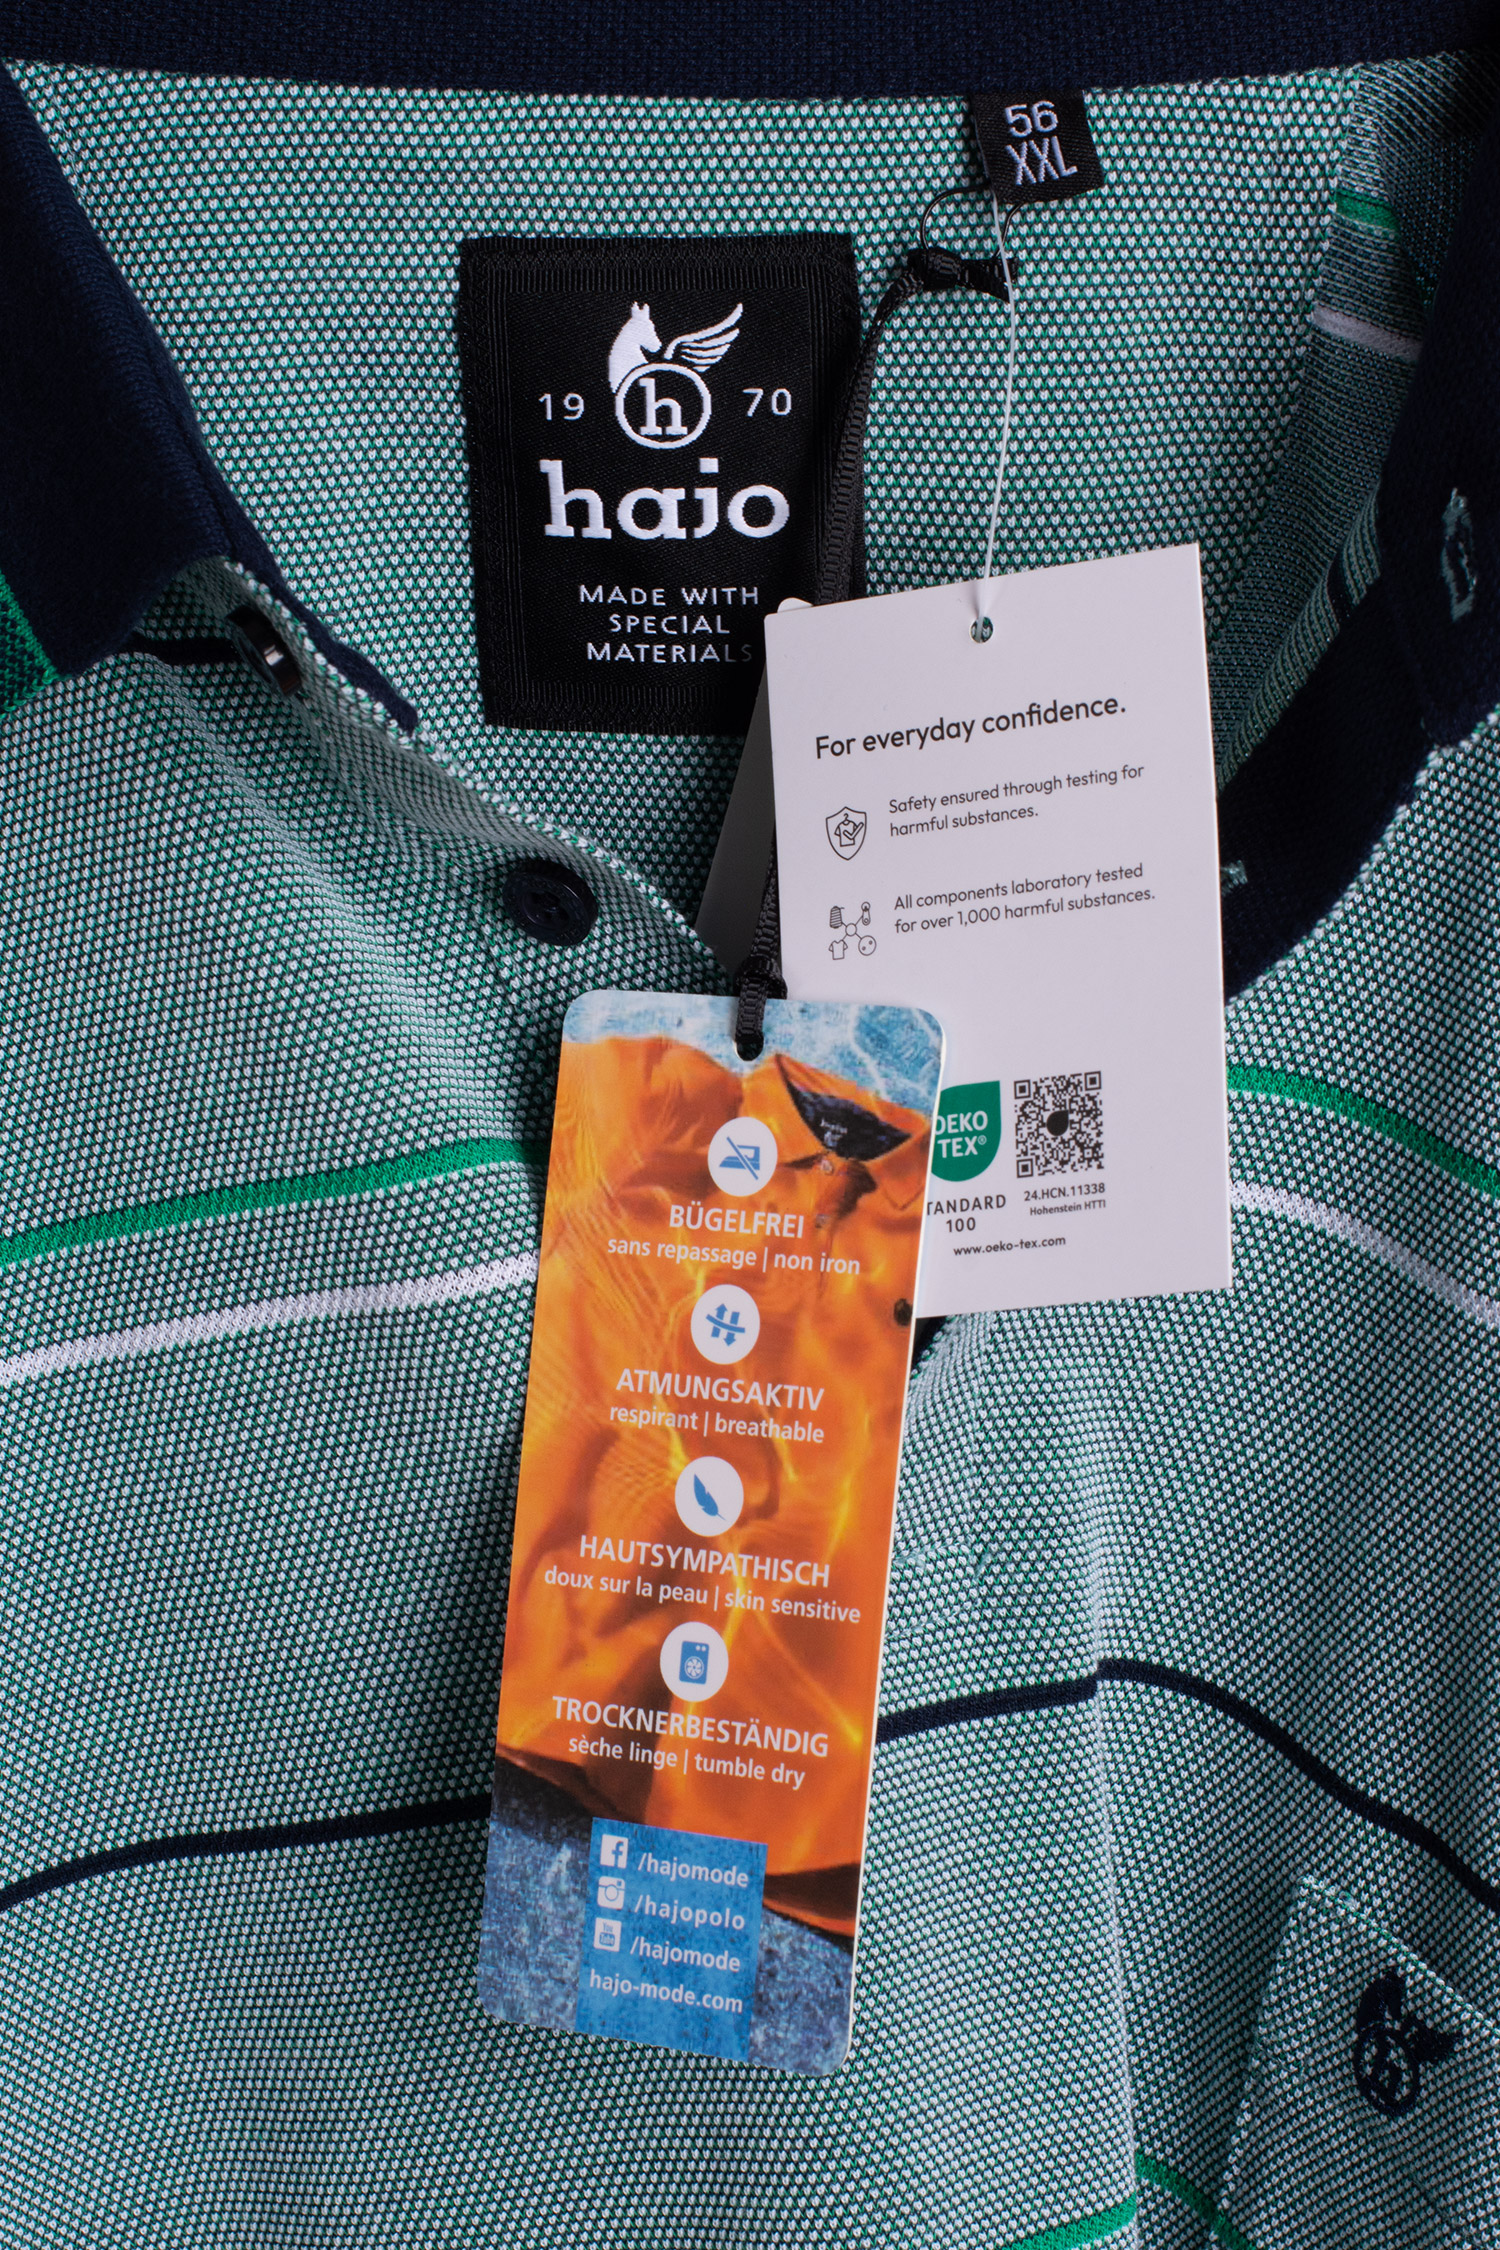 56
XXL
19 70
h
hajo
MADE WITH
SPECIAL
MATERIALS
For everyday confidence.
Safety ensured through testing for
harmful substances.
All components laboratory tested
for over 1,000 harmful substances.
OEKO
TEX®
TANDARD
100
24.HCN.11338
Hohenstein HTTI
www.oeko-tex.com
BÜGELFREI
sans repassage | non iron
ATMUNGSAKTIV
respirant | breathable
HAUTSYMPATHISCH
doux sur la peau | skin sensitive
TROCKNERBESTÄNDIG
sèche linge | tumble dry
/hajomode
/hajopolo
You Tube /hajomode
hajo-mode.com